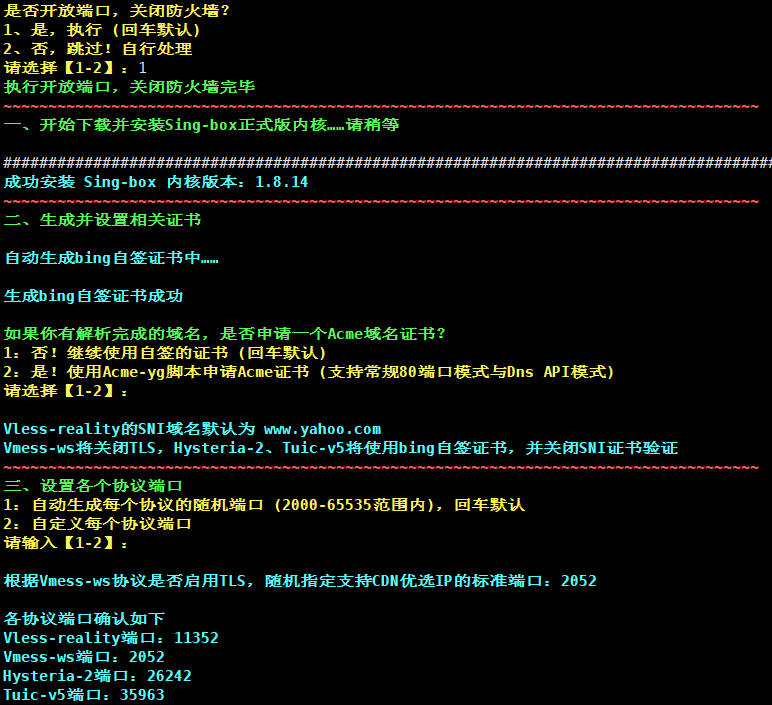 是否开放端口，关闭防火墙？
1、是，执行 (回车默认)
2、否，跳过！自行处理
请选择【1-2】：1
执行开放端口，关闭防火墙完毕
~~~~~~~~~~~~~~~~~~~~~~~~~~~~~~~~~~~~~~~~~~~~~~~~~~~~~~~~~~~~~~~~~~~~~~~~~~~~~~~~~~~~
一、开始下载并安装Sing-box正式版内核……请稍等
######################################################################################
成功安装 Sing-box 内核版本：1.8.14
~~~~~~~~~~~~~~~~~~~~~~~~~~~~~~~~~~~~~~~~~~~~~~~~~~~~~~~~~~~~~~~~~~~~~~~~~~~~~~~~~~~~
二、生成并设置相关证书
自动生成bing自签证书中……
生成bing自签证书成功
如果你有解析完成的域名，是否申请一个Acme域名证书？
1：否！继续使用自签的证书 (回车默认)
2：是！使用Acme-yg脚本申请Acme证书 (支持常规80端口模式与Dns API模式)
请选择【1-2】：
Vless-reality的SNI域名默认为 www.yahoo.com
Vmess-ws将关闭TLS，Hysteria-2、Tuic-v5将使用bing自签证书，并关闭SNI证书验证
~~~~~~~~~~~~~~~~~~~~~~~~~~~~~~~~~~~~~~~~~~~~~~~~~~~~~~~~~~~~~~~~~~~~~~~~~~~~~~~~~~~~
三、设置各个协议端口
1：自动生成每个协议的随机端口 (2000-65535范围内)，回车默认
2：自定义每个协议端口
请输入【1-2】：
根据Vmess-ws协议是否启用TLS，随机指定支持CDN优选IP的标准端口：2052
各协议端口确认如下
Vless-reality端口：11352
Vmess-ws端口：2052
Hysteria-2端口：26242
Tuic-v5端口：35963